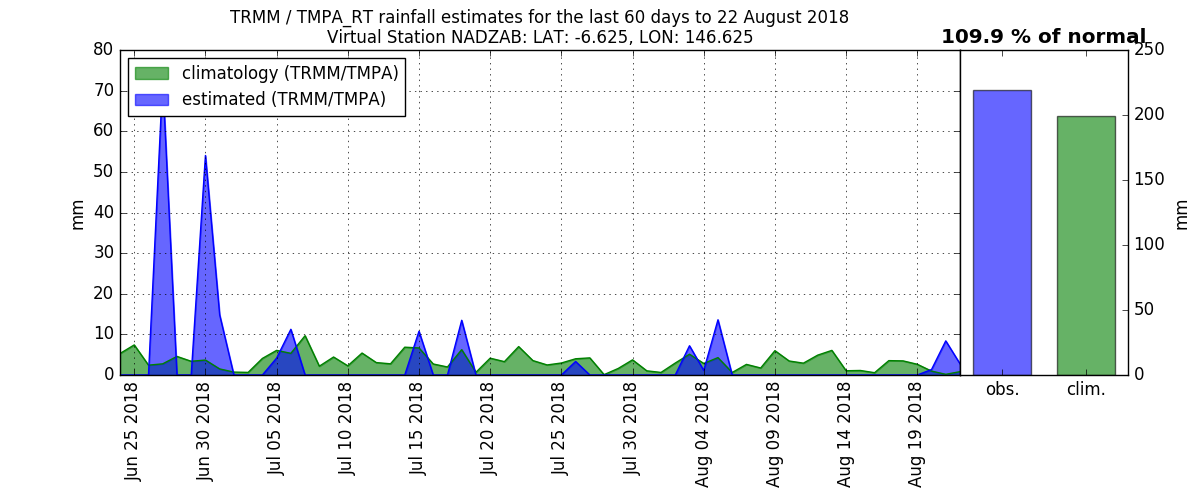 TRMM / TMPA_RT rainfall estimates for the last 60 days to 22 August 2018
Virtual Station NADZAB: LAT: -6.625, LON: 146.625
109.9 % of normal
climatology (TRMM/TMPA)
estimated (TRMM/TMPA)
80
70
60
50
40
30
20
10
0
mm
Jun 25 2018
Jun 30 2018
Jul 05 2018
Jul 10 2018
Jul 15 2018
Jul 20 2018
Jul 25 2018
Jul 30 2018
Aug 04 2018
Aug 09 2018
Aug 14 2018
Aug 19 2018
obs.
clim.
250
200
150
100
50
0
mm